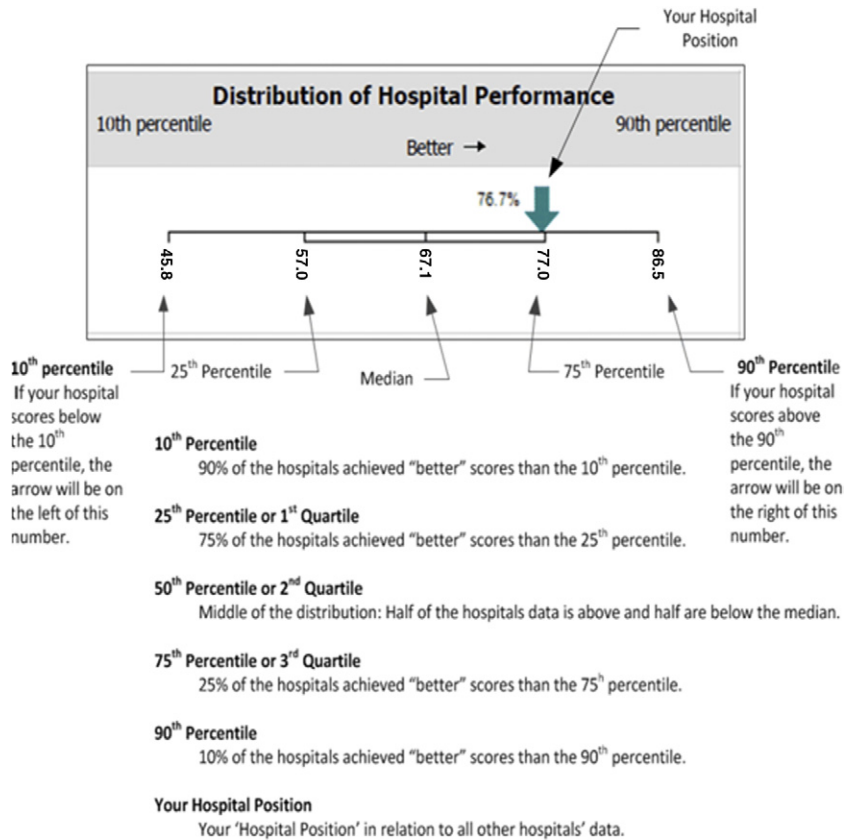 Your Hospital
Position
Distribution of Hospital Performance
10th percentile
90th percentile
Better →
76.7%
45.8
57.0
67.1
77.0
86.5
10th percentile
If your hospital
scores below
the 10th
percentile, the
arrow will be on
the left of this
number.
25th Percentile
Median
75th Percentile
90th Percentile
If your hospital
scores above
the 90th
percentile, the
arrow will be on
the right of this
number.
10th Percentile
90% of the hospitals achieved “better” scores than the 10th percentile.
25th Percentile or 1st Quartile
75% of the hospitals achieved “better” scores than the 25th percentile.
50th Percentile or 2nd Quartile
Middle of the distribution: Half of the hospitals data is above and half are below the median.
75th Percentile or 3rd Quartile
25% of the hospitals achieved “better” scores than the 75h percentile.
90th Percentile
10% of the hospitals achieved “better” scores than the 90th percentile.
Your Hospital Position
Your ‘Hospital Position’ in relation to all other hospitals’ data.